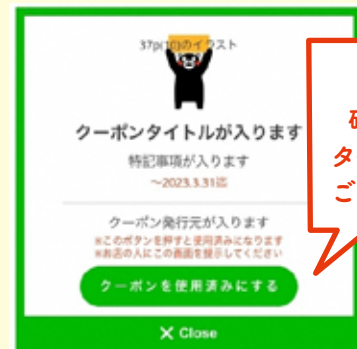 37p(10)のイラスト
クーポンタイトルが入ります
特記事項が入ります
～2023.3.31迄
クーポン発行元が入ります
※このボタンを押すと使用済みになります
※お店の人にこの画面を提示してください
クーポンを使用済みにする
× Close
確
タ
ご